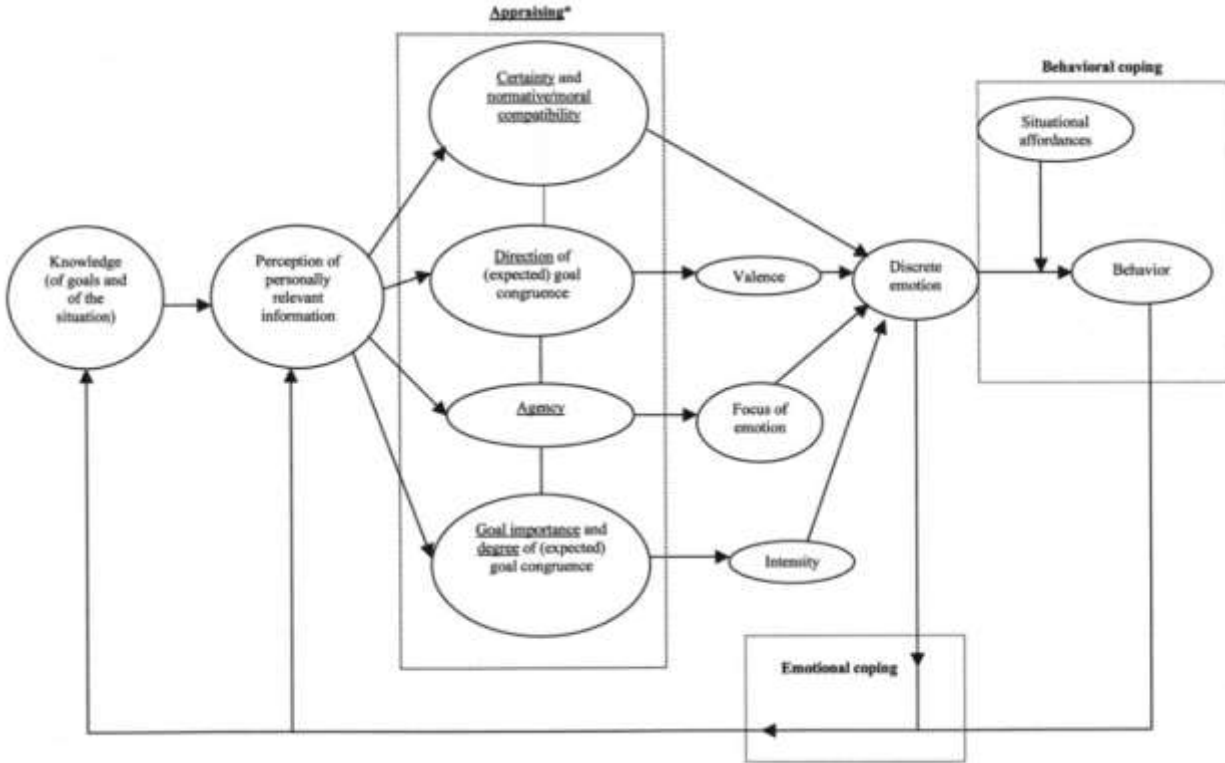 Appraising*
Certainty and
normative/moral
compatibility
Behavioral coping
Situational
affordances
Knowledge
(of goals and
of the
situation)
Perception of
personally
relevant
information
Direction of
(expected) goal
congruence
Valence
Discrete
emotion
Behavior
Agency
Focus of
emotion
Goal importance and
degree of (expected)
goal congruence
Intensity
Emotional coping